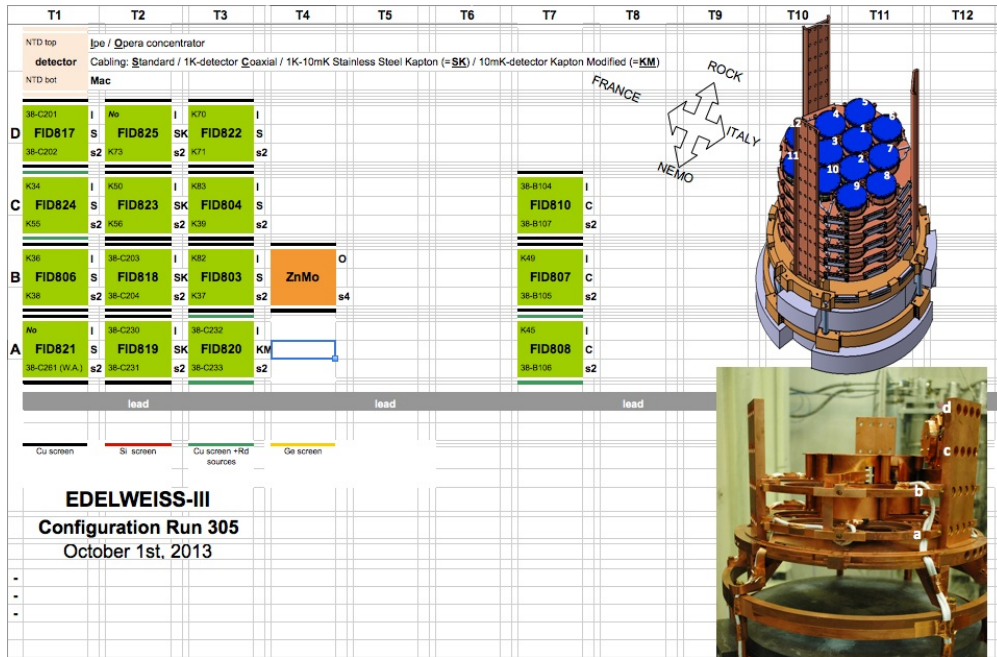 T1 T2 T3 T4 T5 T6 T7 T8 T9 T10 T11 T12
NTD top Ipe / Opera concentrator
detector Cabling: Standard / 1K-detector Coaxial / 1K-10mK Stainless Steel Kapton (=SK) / 10mK-detector Kapton Modified (=KM)
NTD bot Mac
FRANCE ROCK
ITALY
NEMO
38-C201 I No I K70 I
D FID817 S FID825 SK FID822 S
38-C202 s2 K73 s2 K71 s2
K34 I K50 I K83 I 38-B104 I
C FID824 S FID823 SK FID804 S FID810 C
K55 s2 K56 s2 K39 s2 38-B107 s2
K36 I 38-C203 I K82 I O K49 I
B FID806 S FID818 SK FID803 S ZnMo FID807 C
K38 s2 38-C204 s2 K37 s2 s4 38-B105 s2
No I 38-C230 I 38-C232 I K45 I
A FID821 S FID819 SK FID820 KM FID808 C
38-C261 (W.A.) s2 38-C231 s2 38-C233 s2 38-B106 s2
lead lead lead
Cu screen Si screen Cu screen +Rd sources Ge screen
EDELWEISS-III
Configuration Run 305
October 1st, 2013
-
-
-
5
4 6
12 3 1
7
11 2
10 8
9
d
c
b
a